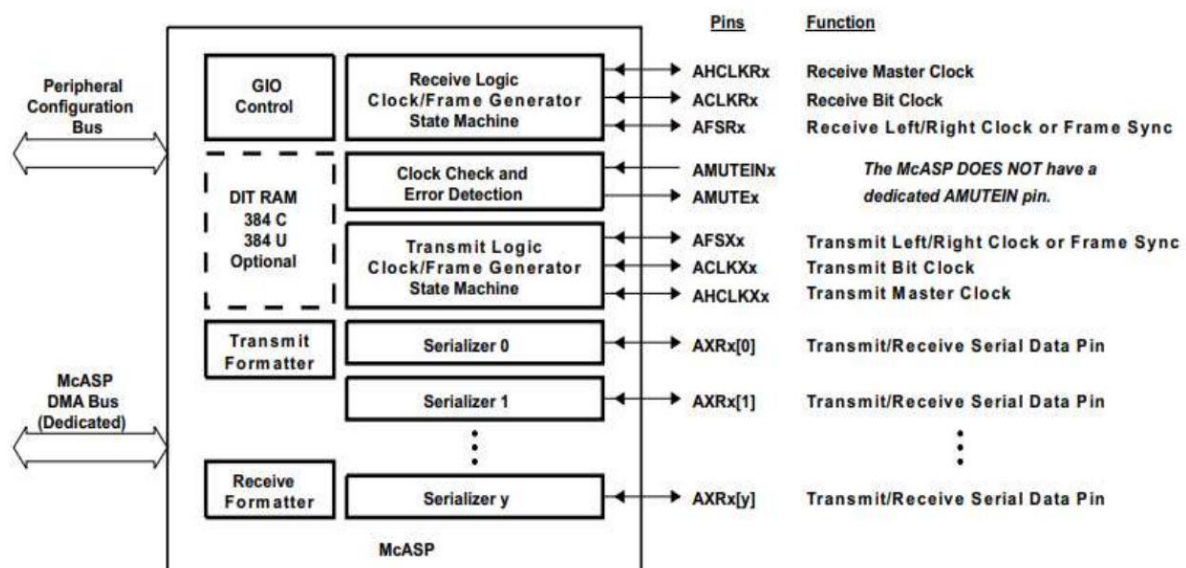 Pins Function
Peripheral
Configuration
Bus
GIO
Control
Receive Logic
Clock/Frame Generator
State Machine
AHCLKRx Receive Master Clock
ACLKRx Receive Bit Clock
AFSRx Receive Left/Right Clock or Frame Sync
DIT RAM
384 C
384 U
Optional
Clock Check and
Error Detection
AMUTEINx
AMUTEx
The McASP DOES NOT have a
dedicated AMUTEIN pin.
Transmit Logic
Clock/Frame Generator
State Machine
AFSXx Transmit Left/Right Clock or Frame Sync
ACLKXx Transmit Bit Clock
AHCLKXx Transmit Master Clock
Transmit
Formatter
Serializer 0
AXRx[0] Transmit/Receive Serial Data Pin
McASP
DMA Bus
(Dedicated)
Serializer 1
AXRx[1] Transmit/Receive Serial Data Pin
Receive
Formatter
Serializer y
AXRx[y] Transmit/Receive Serial Data Pin
McASP